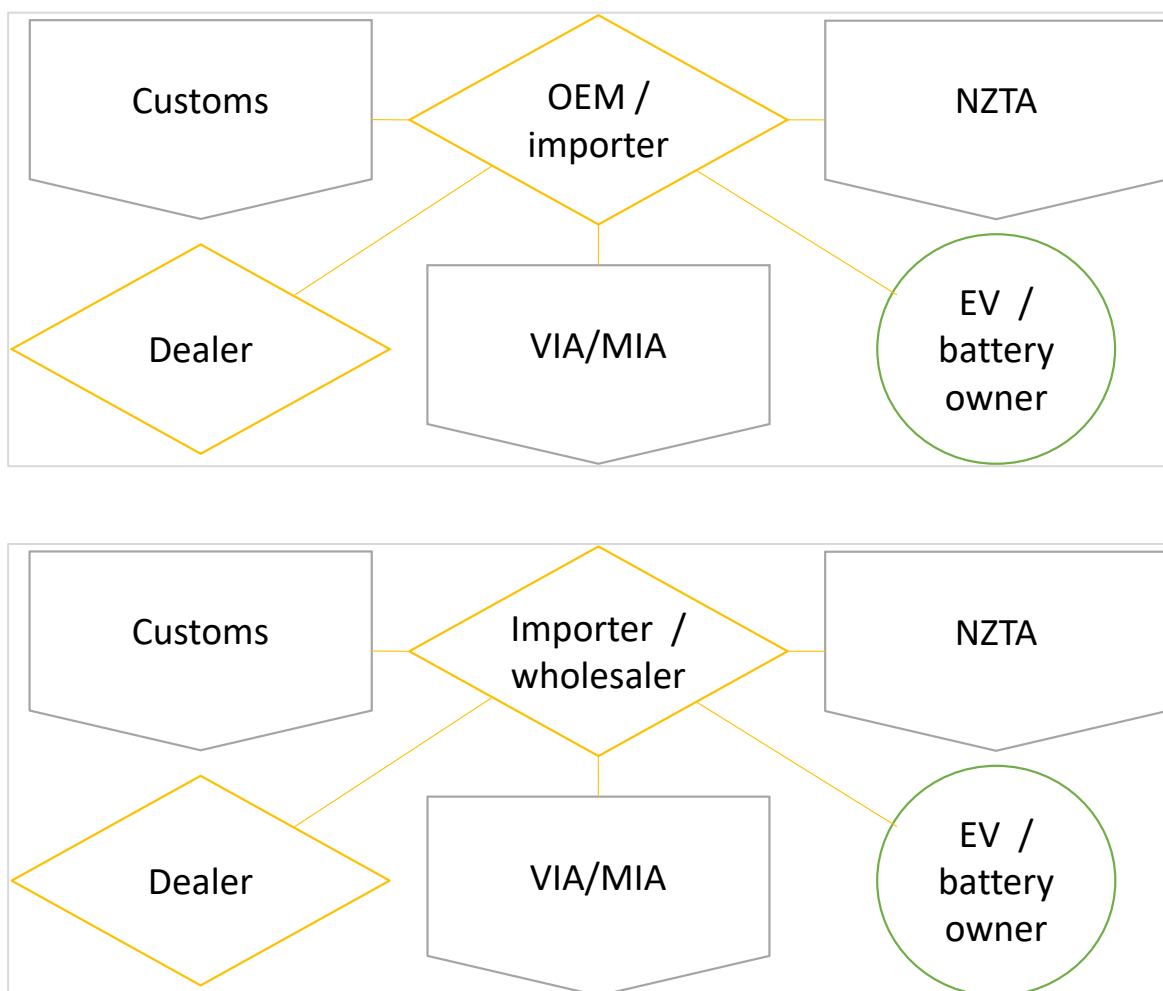 Customs
OEM /
importer
NZTA
Dealer
VIA/MIA
EV /
battery
owner
Customs
Importer /
wholesaler
NZTA
Dealer
VIA/MIA
EV /
battery
owner